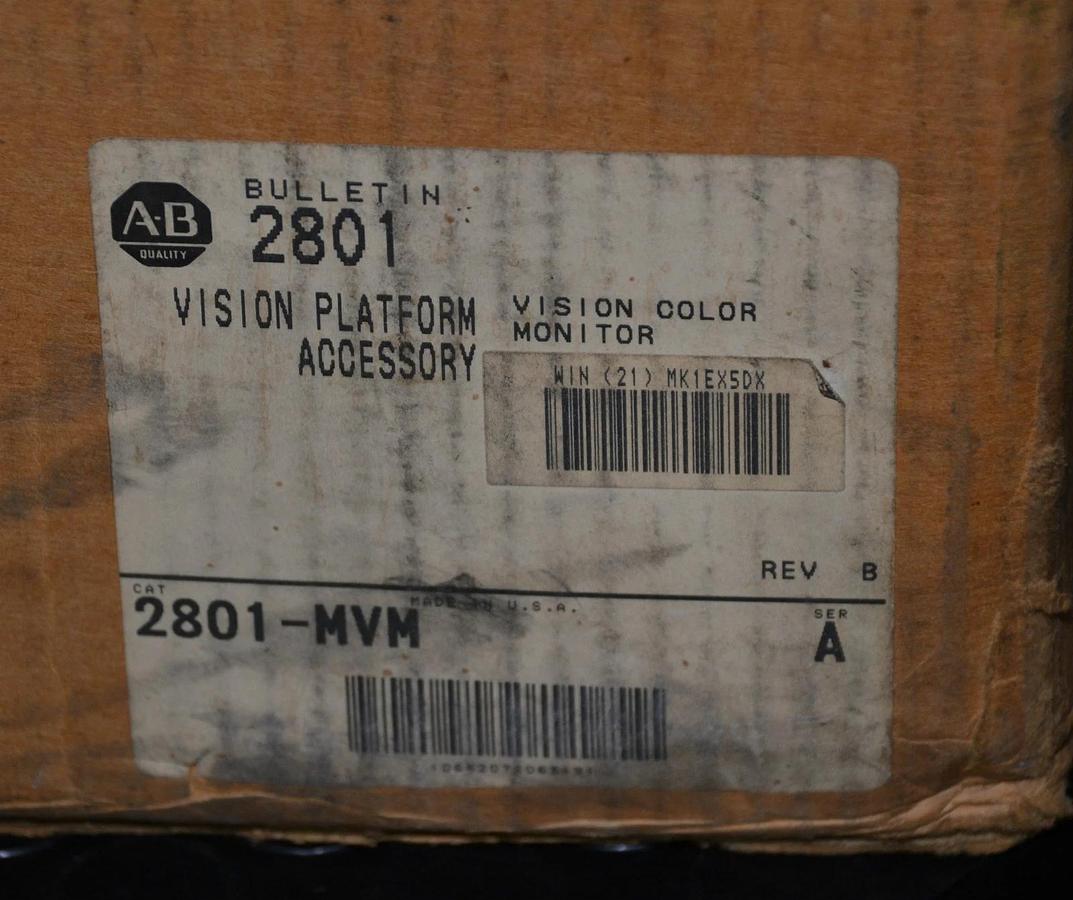 A-B
QUALITY
BULLETIN
2801
VISION PLATFORM
ACCESSORY
VISION COLOR
MONITOR
WIN (21) MK1EX5DX
REV B
CAT
2801-MVM
MADE IN U.S.A.
SER
A